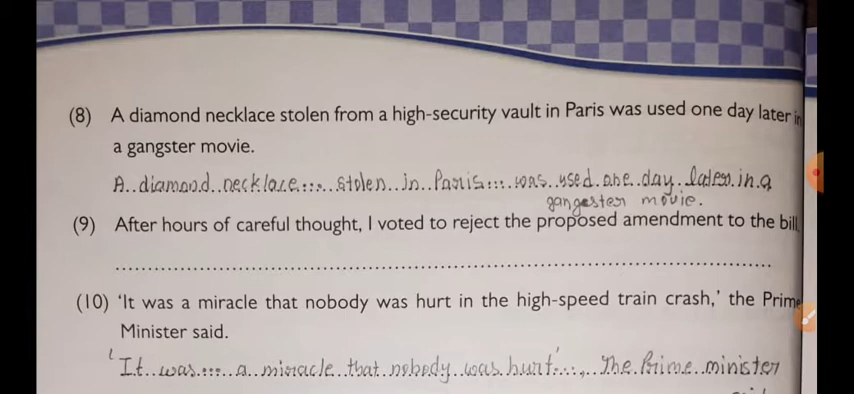 (8) A diamond necklace stolen from a high-security vault in Paris was used one day later in
a gangster movie.
A..diamond..necklace.:...stolen..in..Paris:...was..used.one..day..later.in.a
gangster movie.
(9) After hours of careful thought, I voted to reject the proposed amendment to the bill.
(10) ‘It was a miracle that nobody was hurt in the high-speed train crash,’ the Prime
Minister said.
‘It..was.:...a..miracle..that..nobody..was..hurt’...,..The.Prime..minister